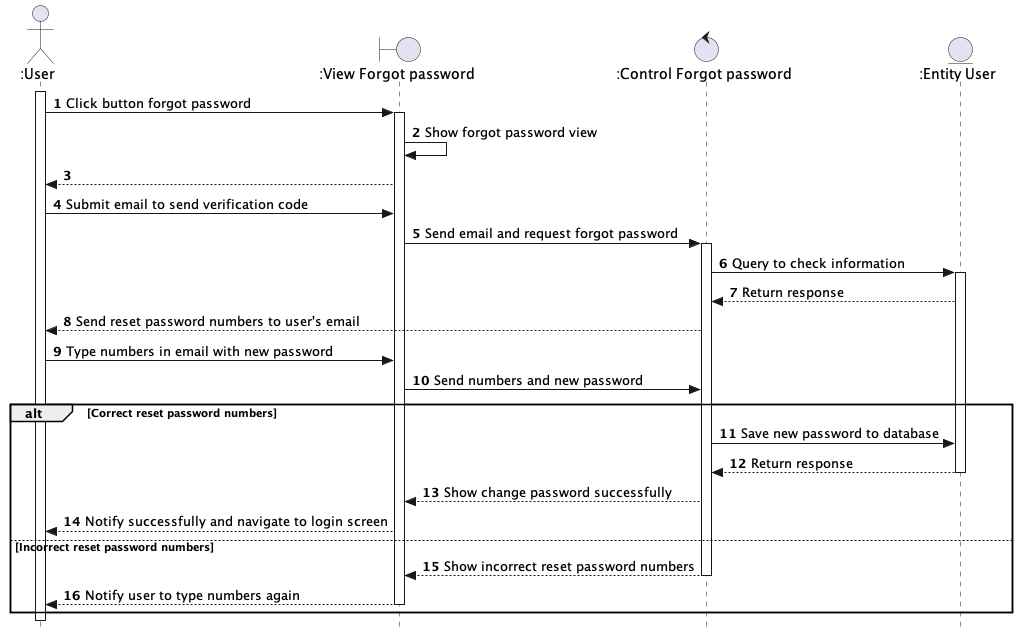 :User
:View Forgot password
:Control Forgot password
:Entity User
1 Click button forgot password
2 Show forgot password view
3
4 Submit email to send verification code
5 Send email and request forgot password
6 Query to check information
7 Return response
8 Send reset password numbers to user's email
9 Type numbers in email with new password
10 Send numbers and new password
alt [Correct reset password numbers]
11 Save new password to database
12 Return response
13 Show change password successfully
14 Notify successfully and navigate to login screen
[Incorrect reset password numbers]
15 Show incorrect reset password numbers
16 Notify user to type numbers again